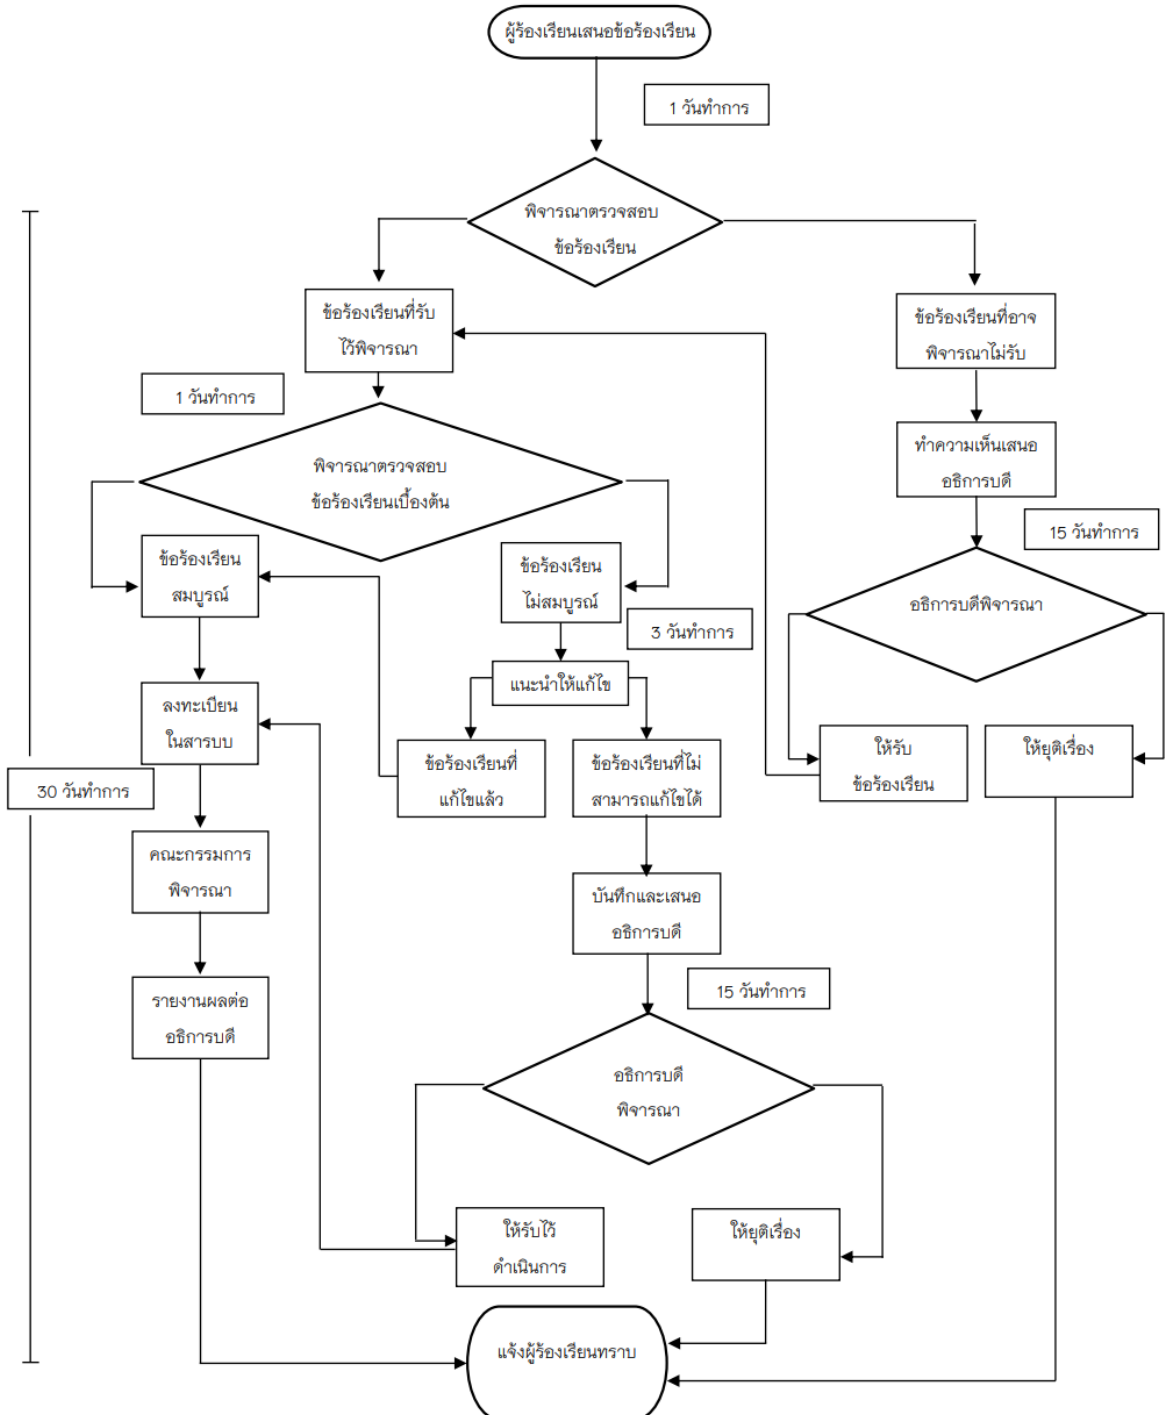 ผู้ร้องเรียนเสนอข้อร้องเรียน
1 วันทำการ
พิจารณาตรวจสอบ
ข้อร้องเรียน
ข้อร้องเรียนที่รับ
ไว้พิจารณา
ข้อร้องเรียนที่อาจ
พิจารณาไม่รับ
1 วันทำการ
พิจารณาตรวจสอบ
ข้อร้องเรียนเบื้องต้น
ทำความเห็นเสนอ
อธิการบดี
15 วันทำการ
ข้อร้องเรียน
สมบูรณ์
ข้อร้องเรียน
ไม่สมบูรณ์
3 วันทำการ
อธิการบดีพิจารณา
แนะนำให้แก้ไข
ลงทะเบียน
ในสารบบ
ข้อร้องเรียนที่
แก้ไขแล้ว
ข้อร้องเรียนที่ไม่
สามารถแก้ไขได้
ให้รับ
ข้อร้องเรียน
ให้ยุติเรื่อง
30 วันทำการ
คณะกรรมการ
พิจารณา
บันทึกและเสนอ
อธิการบดี
รายงานผลต่อ
อธิการบดี
15 วันทำการ
อธิการบดี
พิจารณา
ให้รับไว้
ดำเนินการ
ให้ยุติเรื่อง
แจ้งผู้ร้องเรียนทราบ